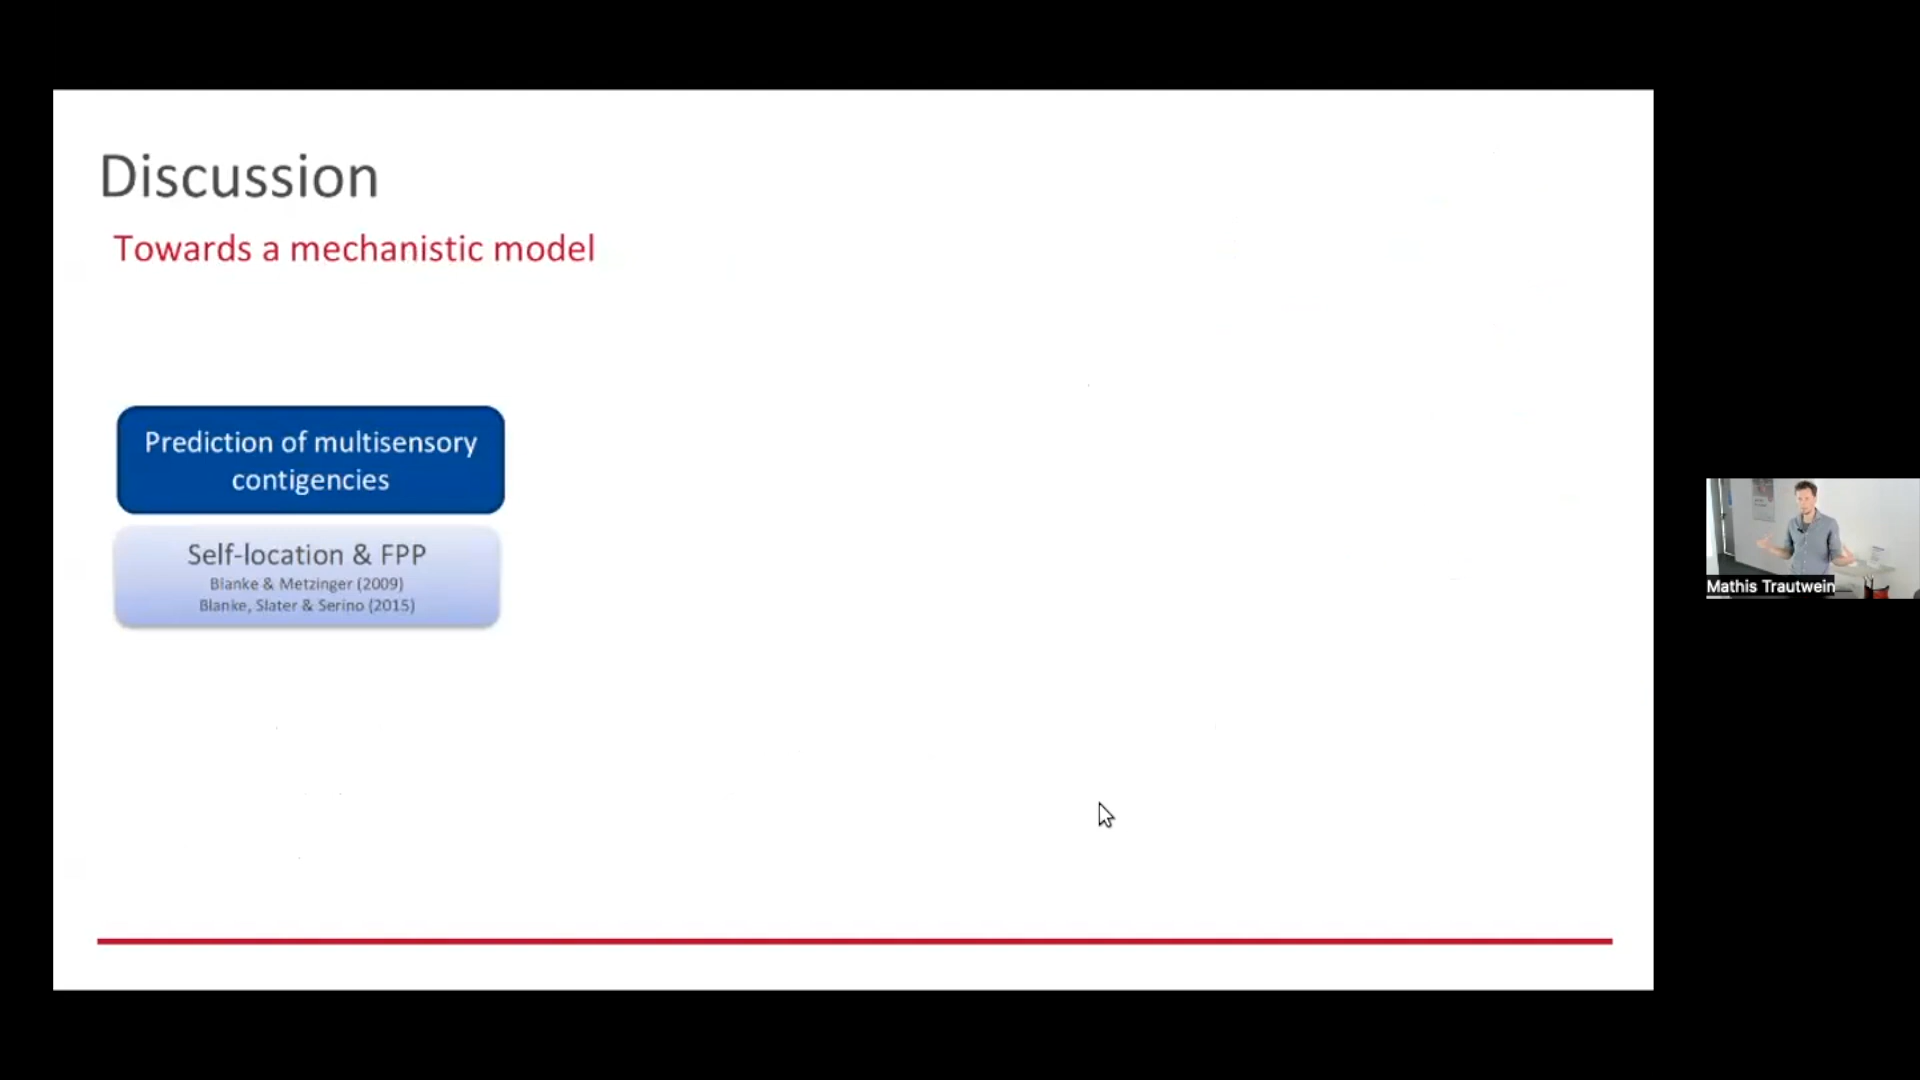 Discussion
Towards a mechanistic model
Prediction of multisensory
contigencies
Self-location & FPP
Blanke & Metzinger (2009)
Blanke, Slater & Serino (2015)
Mathis Trautwein